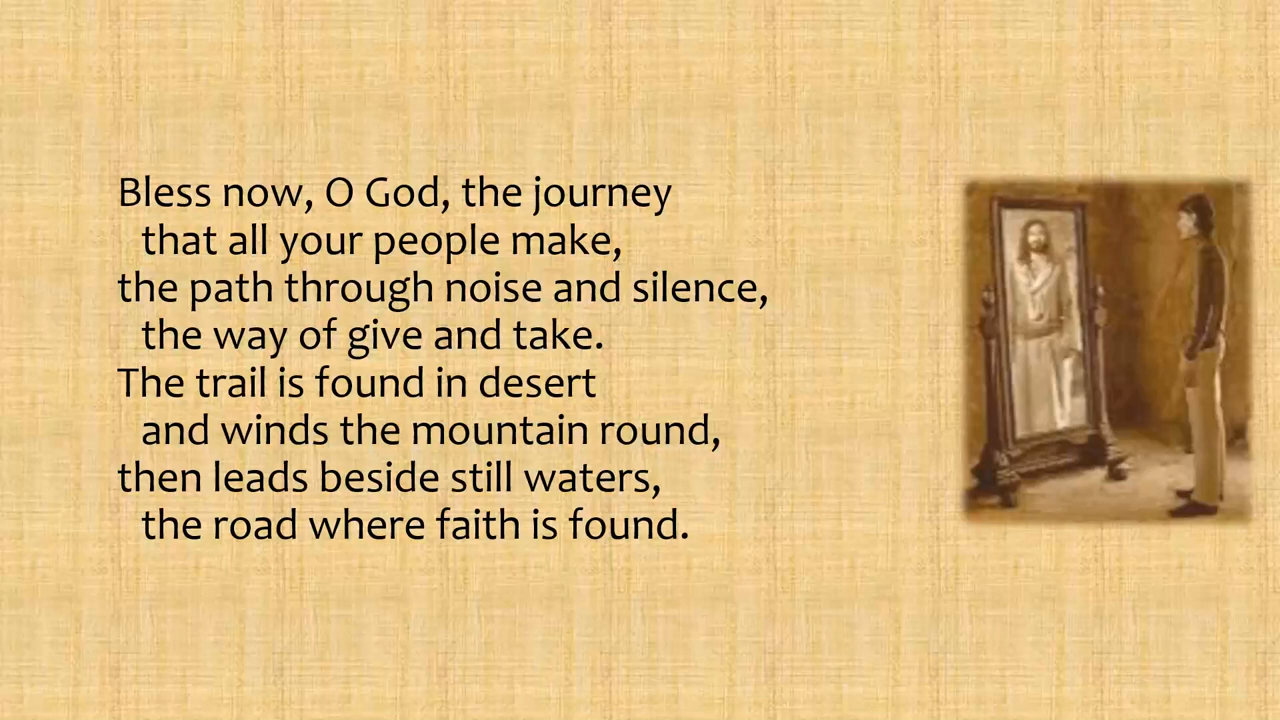 Bless now, O God, the journey
that all your people make,
the path through noise and silence,
the way of give and take.
The trail is found in desert
and winds the mountain round,
then leads beside still waters,
the road where faith is found.